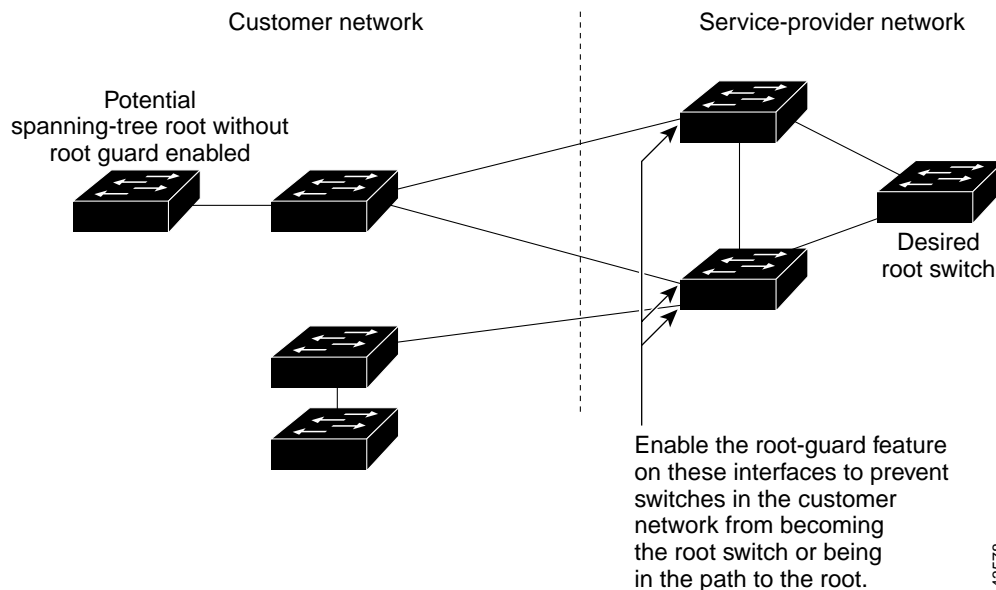 Customer network
Service-provider network
Potential
spanning-tree root without
root guard enabled
Desired
root switch
Enable the root-guard feature
on these interfaces to prevent
switches in the customer
network from becoming
the root switch or being
in the path to the root.